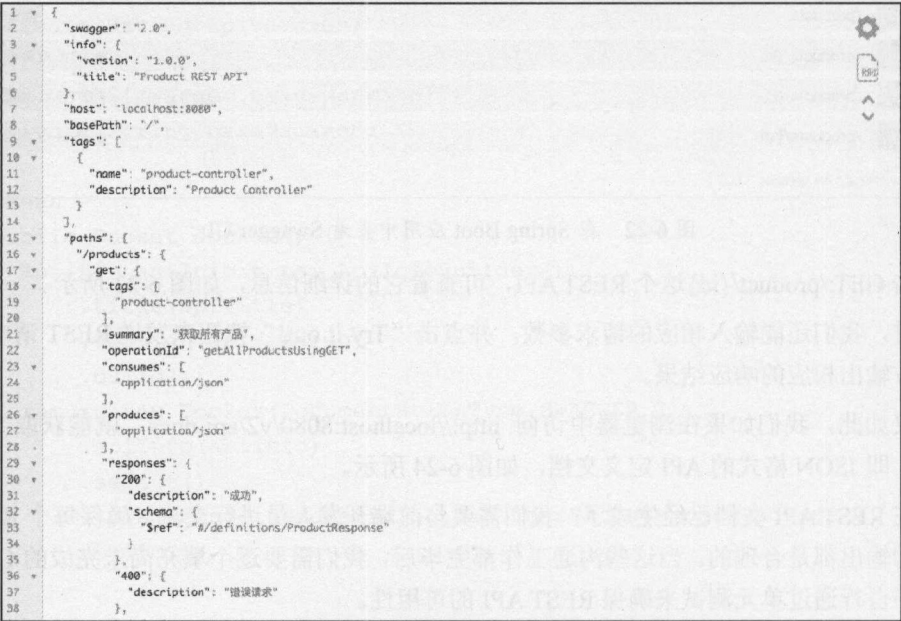 1 {
2 "swagger": "2.0",
3 "info": {
4 "version": "1.0.0",
5 "title": "Product REST API"
6 },
7 "host": "localhost:8080",
8 "basePath": "/",
9 "tags": [
10 {
11 "name": "product-controller",
12 "description": "Product Controller"
13 }
14 ],
15 "paths": {
16 "/products": {
17 "get": {
18 "tags": [
19 "product-controller"
20 ],
21 "summary": "获取所有产品",
22 "operationId": "getAllProductsUsingGET",
23 "consumes": [
24 "application/json"
25 ],
26 "produces": [
27 "application/json"
28 ],
29 "responses": {
30 "200": {
31 "description": "成功",
32 "schema": {
33 "$ref": "#/definitions/ProductResponse"
34 }
35 },
36 "400": {
37 "description": "错误请求"
38 },